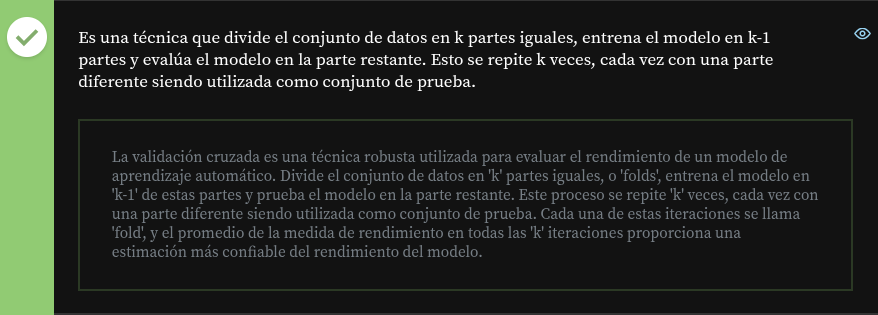 Es una técnica que divide el conjunto de datos en k partes iguales, entrena el modelo en k-1
partes y evalúa el modelo en la parte restante. Esto se repite k veces, cada vez con una parte
diferente siendo utilizada como conjunto de prueba.
La validación cruzada es una técnica robusta utilizada para evaluar el rendimiento de un modelo de
aprendizaje automático. Divide el conjunto de datos en 'k' partes iguales, o 'folds', entrena el modelo en
'k-1' de estas partes y prueba el modelo en la parte restante. Este proceso se repite 'k' veces, cada vez con
una parte diferente siendo utilizada como conjunto de prueba. Cada una de estas iteraciones se llama
'fold', y el promedio de la medida de rendimiento en todas las 'k' iteraciones proporciona una
estimación más confiable del rendimiento del modelo.